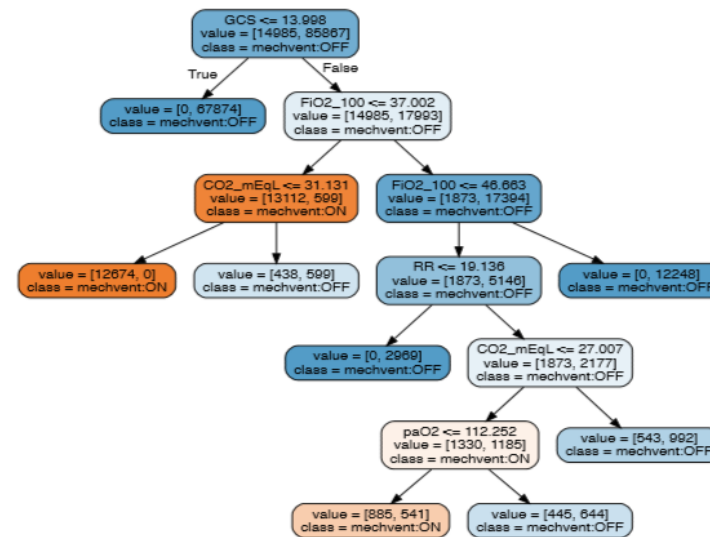 GCS <= 13.998
value = [14985, 85867]
class = mechvent:OFF
True
False
value = [0, 67874]
class = mechvent:OFF
FiO2_100 <= 37.002
value = [14985, 17993]
class = mechvent:OFF
CO2_mEqL <= 31.131
value = [13112, 599]
class = mechvent:ON
FiO2_100 <= 46.663
value = [1873, 17394]
class = mechvent:OFF
value = [12674, 0]
class = mechvent:ON
value = [438, 599]
class = mechvent:OFF
RR <= 19.136
value = [1873, 5146]
class = mechvent:OFF
value = [0, 12248]
class = mechvent:OFF
value = [0, 2969]
class = mechvent:OFF
CO2_mEqL <= 27.007
value = [1873, 2177]
class = mechvent:OFF
paO2 <= 112.252
value = [1330, 1185]
class = mechvent:ON
value = [543, 992]
class = mechvent:OFF
value = [885, 541]
class = mechvent:ON
value = [445, 644]
class = mechvent:OFF